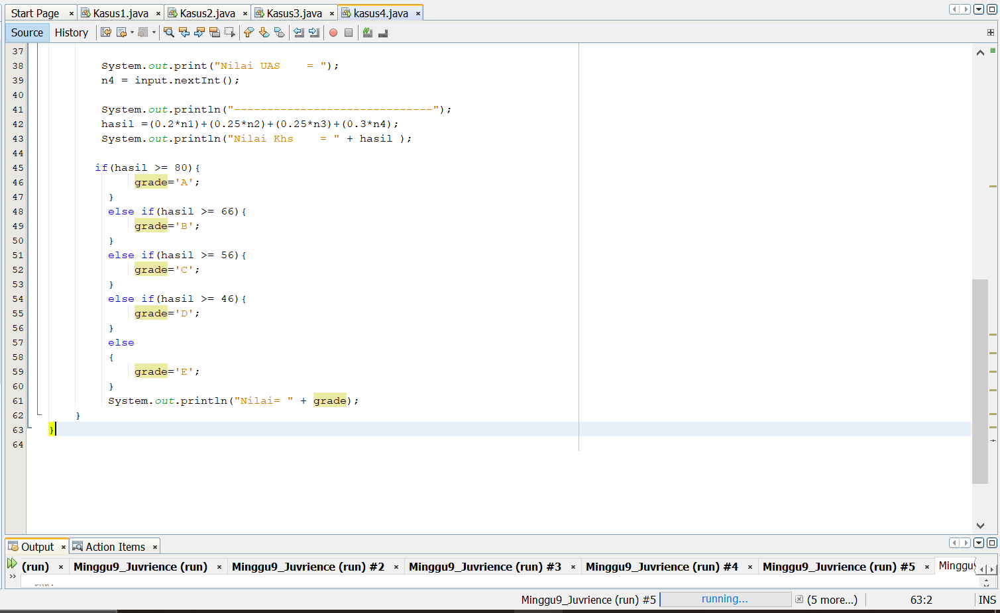 Start Page Kasus1.java Kasus2.java Kasus3.java kasus4.java
Source History
37
38 System.out.print("Nilai UAS    = ");
39 n4 = input.nextInt();
40
41 System.out.println("------------------------------");
42 hasil =(0.2*n1)+(0.25*n2)+(0.25*n3)+(0.3*n4);
43 System.out.println("Nilai Khs    = " + hasil );
44
45 if(hasil >= 80){
46 grade='A';
47 }
48 else if(hasil >= 66){
49 grade='B';
50 }
51 else if(hasil >= 56){
52 grade='C';
53 }
54 else if(hasil >= 46){
55 grade='D';
56 }
57 else
58 {
59 grade='E';
60 }
61 System.out.println("Nilai= " + grade);
62 }
63 }
64
Output Action Items
(run) Minggu9_Juvrience (run) Minggu9_Juvrience (run) #2 Minggu9_Juvrience (run) #3 Minggu9_Juvrience (run) #4 Minggu9_Juvrience (run) #5
run:
Minggu9_Juvrience (run) #5 running... (5 more...) 63:2 INS